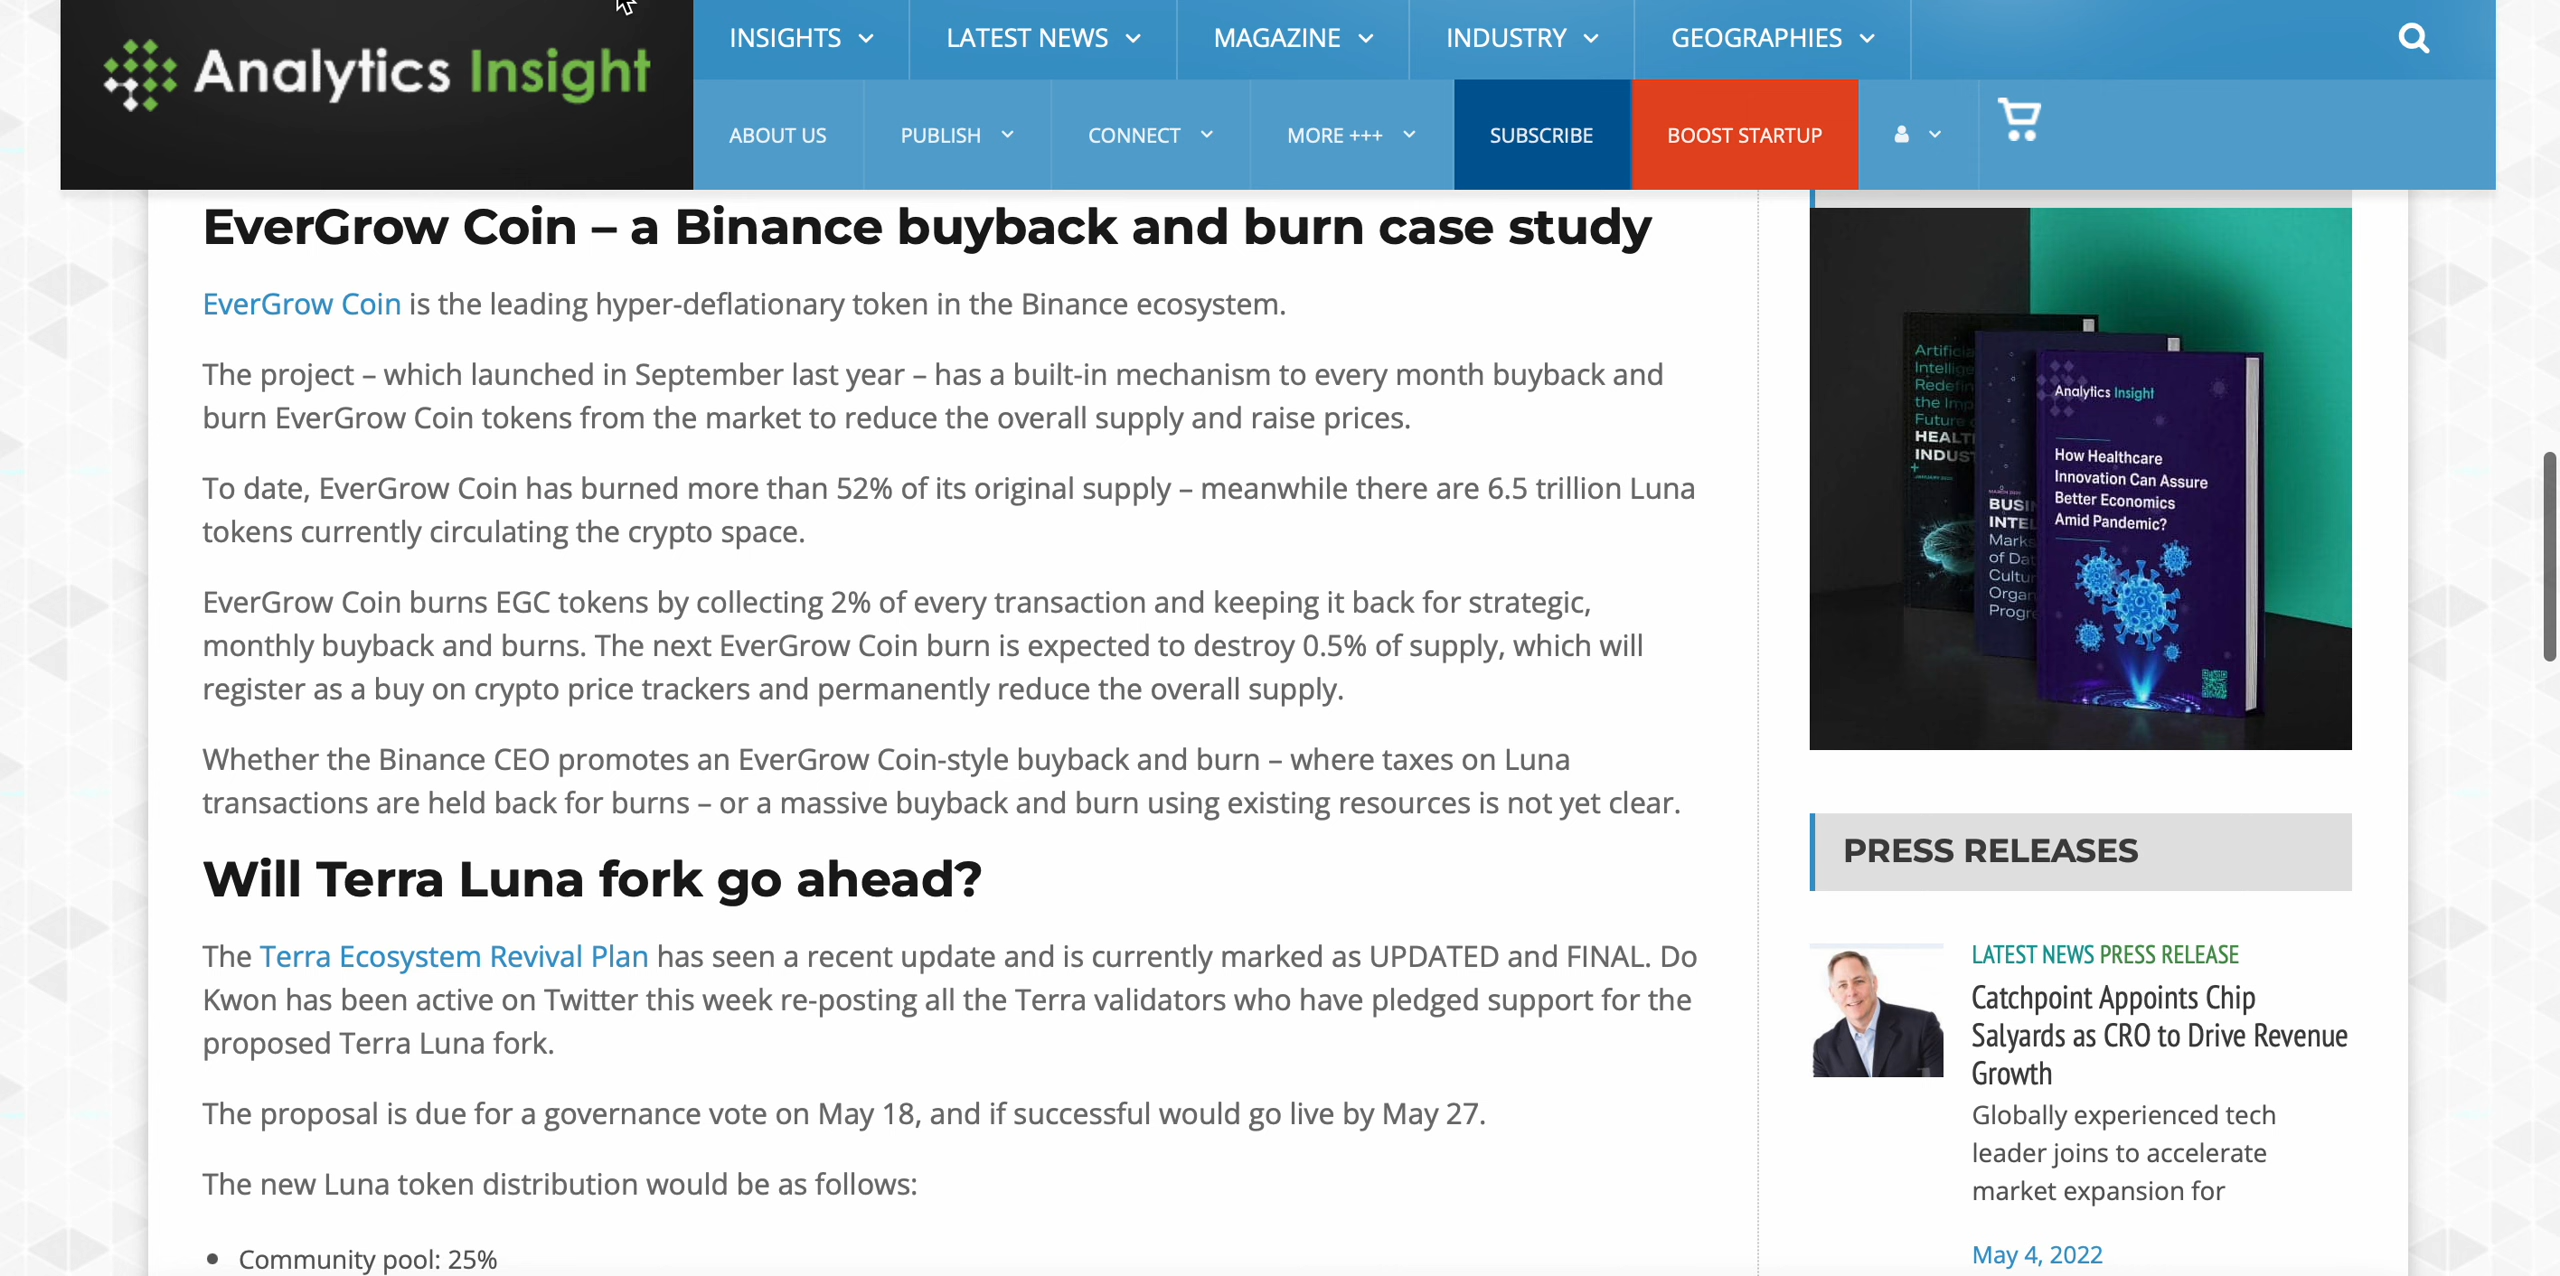 Analytics Insight
INSIGHTS
LATEST NEWS
MAGAZINE
INDUSTRY
GEOGRAPHIES
ABOUT US
PUBLISH
CONNECT
MORE +++
SUBSCRIBE
BOOST STARTUP
EverGrow Coin – a Binance buyback and burn case study
EverGrow Coin is the leading hyper-deflationary token in the Binance ecosystem.
The project – which launched in September last year – has a built-in mechanism to every month buyback and
burn EverGrow Coin tokens from the market to reduce the overall supply and raise prices.
To date, EverGrow Coin has burned more than 52% of its original supply – meanwhile there are 6.5 trillion Luna
tokens currently circulating the crypto space.
EverGrow Coin burns EGC tokens by collecting 2% of every transaction and keeping it back for strategic,
monthly buyback and burns. The next EverGrow Coin burn is expected to destroy 0.5% of supply, which will
register as a buy on crypto price trackers and permanently reduce the overall supply.
Whether the Binance CEO promotes an EverGrow Coin-style buyback and burn – where taxes on Luna
transactions are held back for burns – or a massive buyback and burn using existing resources is not yet clear.
Will Terra Luna fork go ahead?
The Terra Ecosystem Revival Plan has seen a recent update and is currently marked as UPDATED and FINAL. Do
Kwon has been active on Twitter this week re-posting all the Terra validators who have pledged support for the
proposed Terra Luna fork.
The proposal is due for a governance vote on May 18, and if successful would go live by May 27.
The new Luna token distribution would be as follows:
• Community pool: 25%
Artificia
Intellige
Redefin
the Imp
Future
HEALT
INDUS
BUSI
INTEL
Marks
of Dat
Cultur
Organ
Progre
Analytics Insight
How Healthcare
Innovation Can Assure
Better Economics
Amid Pandemic?
PRESS RELEASES
LATEST NEWS PRESS RELEASE
Catchpoint Appoints Chip
Salyards as CRO to Drive Revenue
Growth
Globally experienced tech
leader joins to accelerate
market expansion for
May 4, 2022